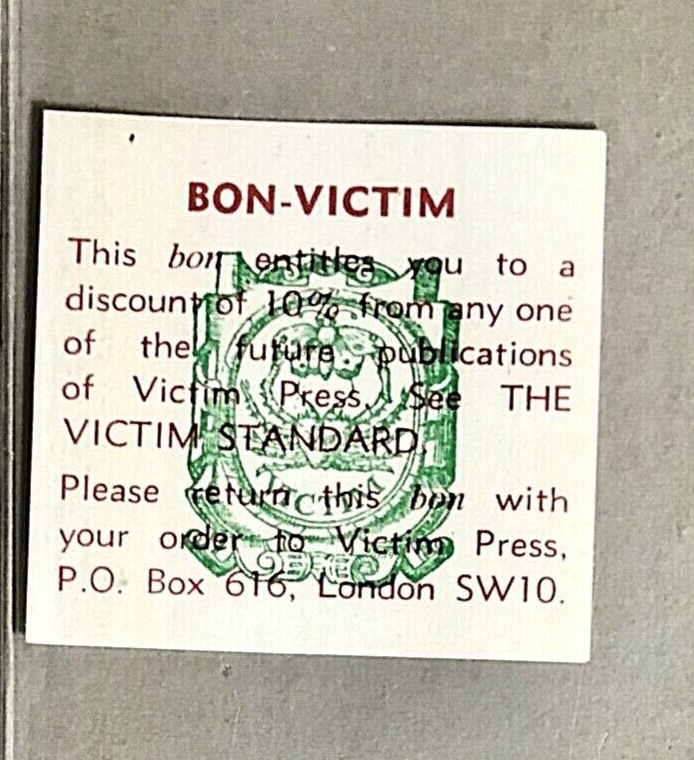 BON-VICTIM
This bon entitles you to a
discount of 10% from any one
of the future publications
of Victim Press. See THE
VICTIM STANDARD.
Please return this bon with
your order to Victim Press,
P.O. Box 616, London SW10.
VICTIM